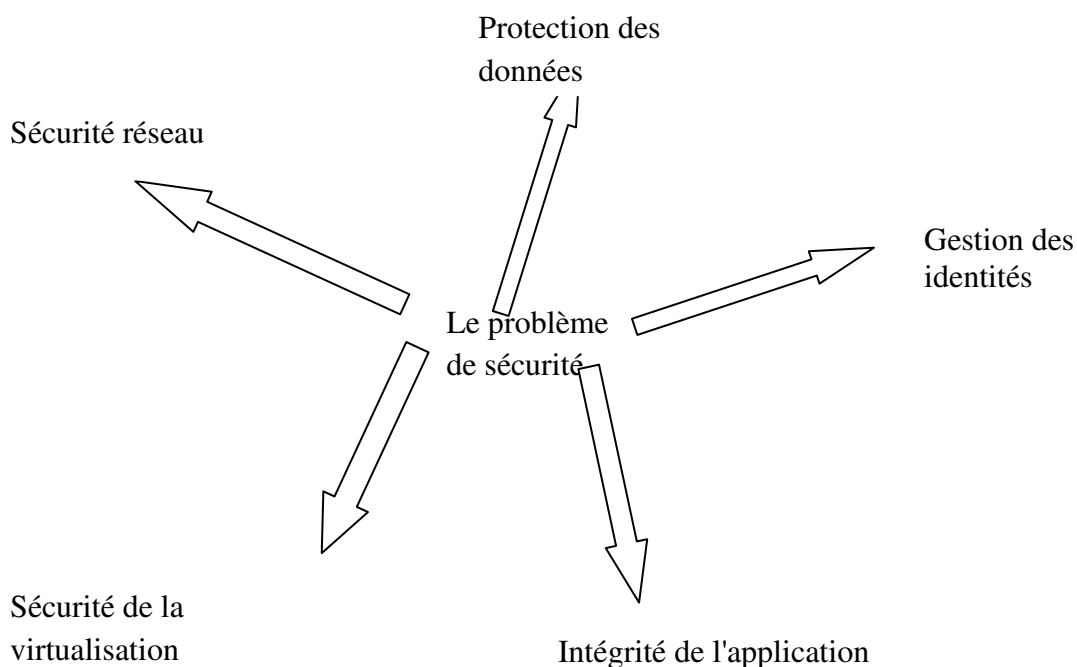 Protection des
données
Sécurité réseau
Gestion des
identités
Le problème
de sécurité
Sécurité de la
virtualisation
Intégrité de l'application